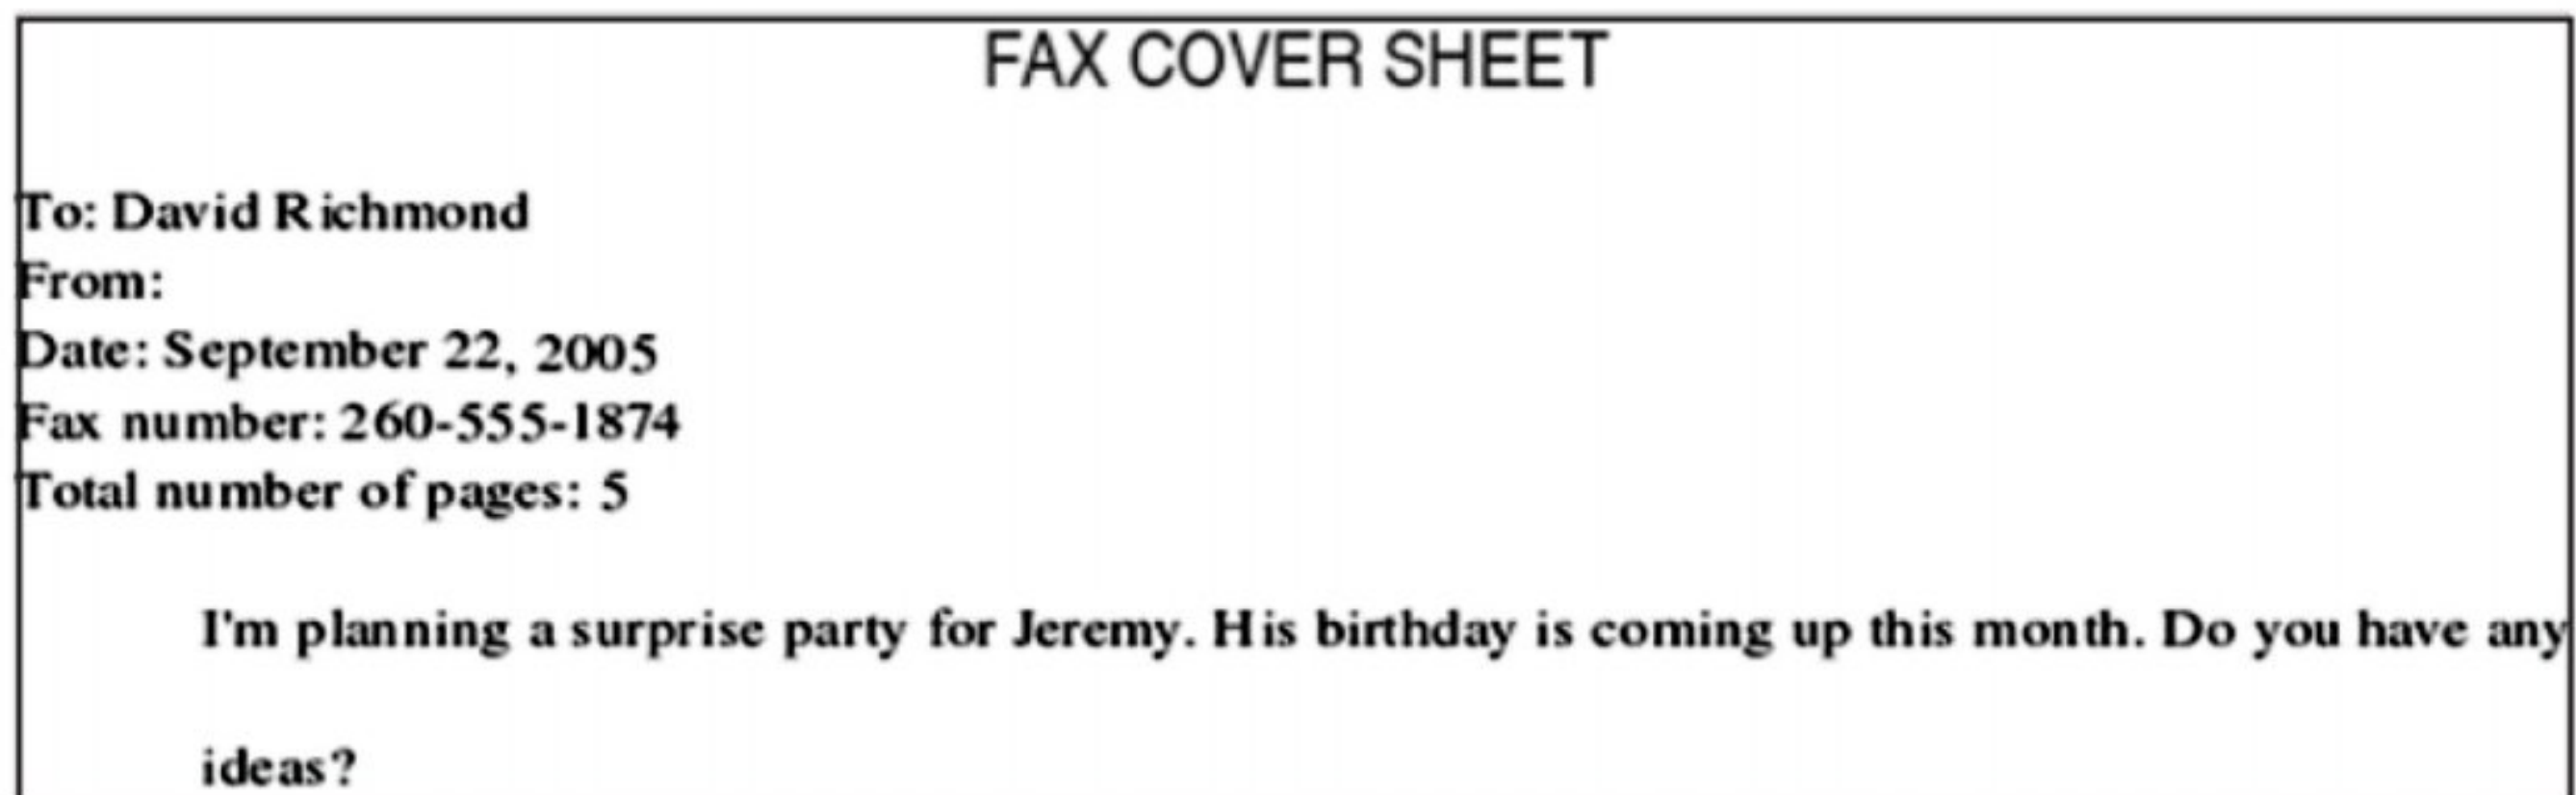 FAX COVER SHEET
To: David Richmond
From:
Date: September 22, 2005
Fax number: 260-555-1874
Total number of pages: 5
I'm planning a surprise party for Jeremy. His birthday is coming up this month. Do you have any
ideas?